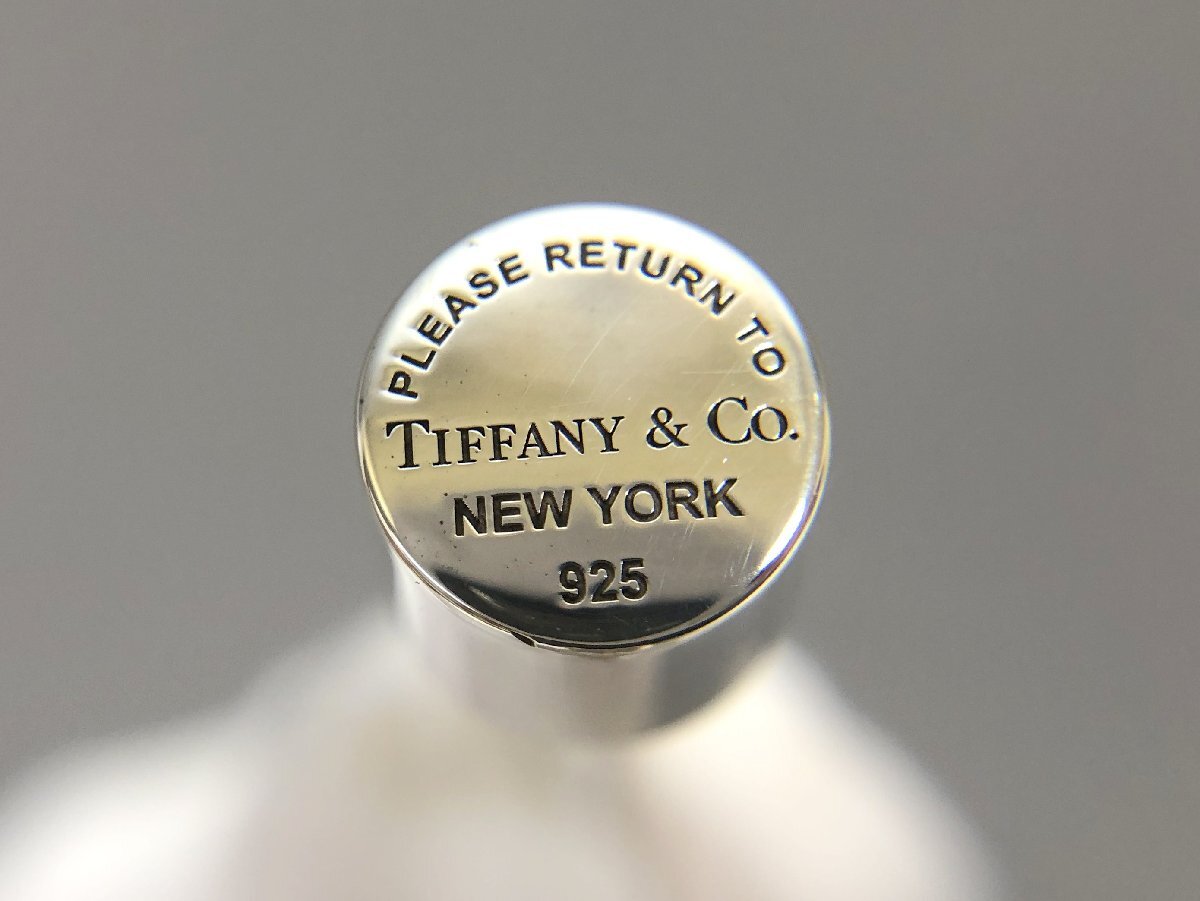 PLEASE RETURN TO
TIFFANY & CO.
NEW YORK
925